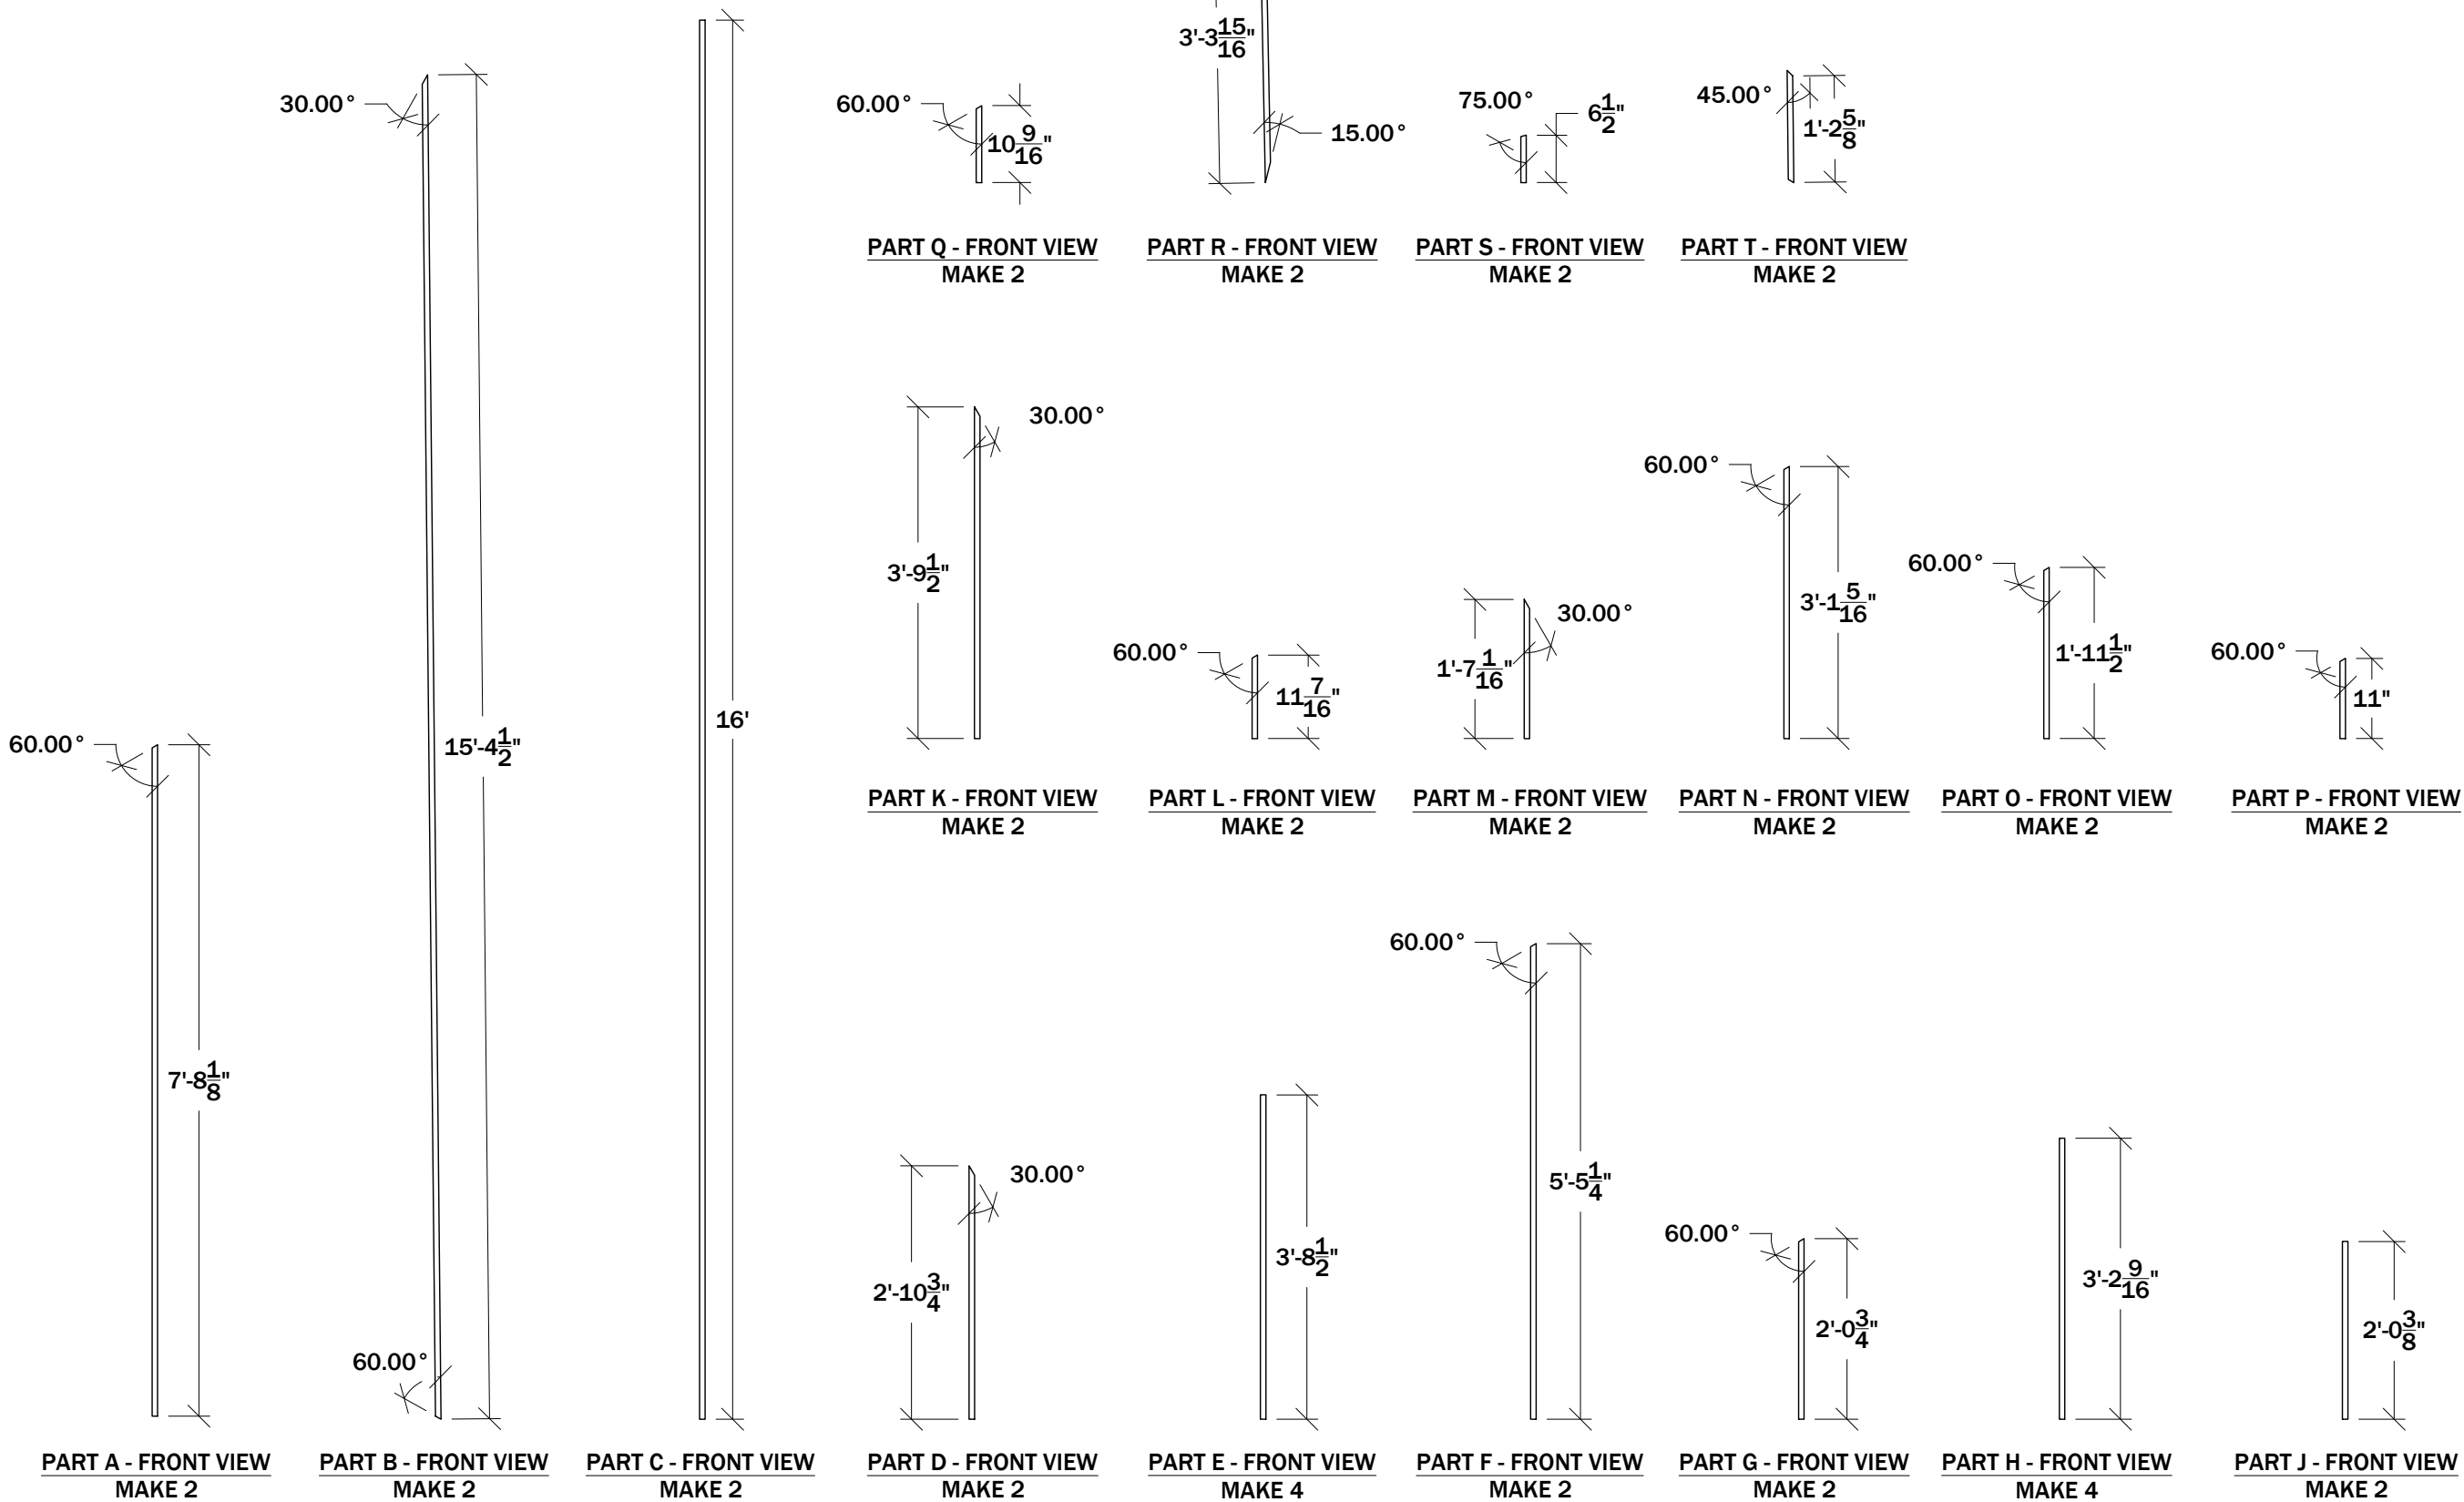 3'-3 15/16"
15.00°
PART R - FRONT VIEW
MAKE 2
60.00°
10 9/16"
PART Q - FRONT VIEW
MAKE 2
75.00°
6 1/2"
PART S - FRONT VIEW
MAKE 2
45.00°
1'-2 5/8"
PART T - FRONT VIEW
MAKE 2
30.00°
3'-9 1/2"
PART K - FRONT VIEW
MAKE 2
60.00°
11 7/16"
PART L - FRONT VIEW
MAKE 2
30.00°
1'-7 1/16"
PART M - FRONT VIEW
MAKE 2
60.00°
3'-1 5/16"
PART N - FRONT VIEW
MAKE 2
60.00°
1'-11 1/2"
PART O - FRONT VIEW
MAKE 2
60.00°
11"
PART P - FRONT VIEW
MAKE 2
60.00°
7'-8 1/8"
PART A - FRONT VIEW
MAKE 2
30.00°
15'-4 1/2"
60.00°
PART B - FRONT VIEW
MAKE 2
16'
PART C - FRONT VIEW
MAKE 2
30.00°
2'-10 3/4"
PART D - FRONT VIEW
MAKE 2
3'-8 1/2"
PART E - FRONT VIEW
MAKE 4
60.00°
5'-5 1/4"
PART F - FRONT VIEW
MAKE 2
60.00°
2'-0 3/4"
PART G - FRONT VIEW
MAKE 2
3'-2 9/16"
PART H - FRONT VIEW
MAKE 4
2'-0 3/8"
PART J - FRONT VIEW
MAKE 2